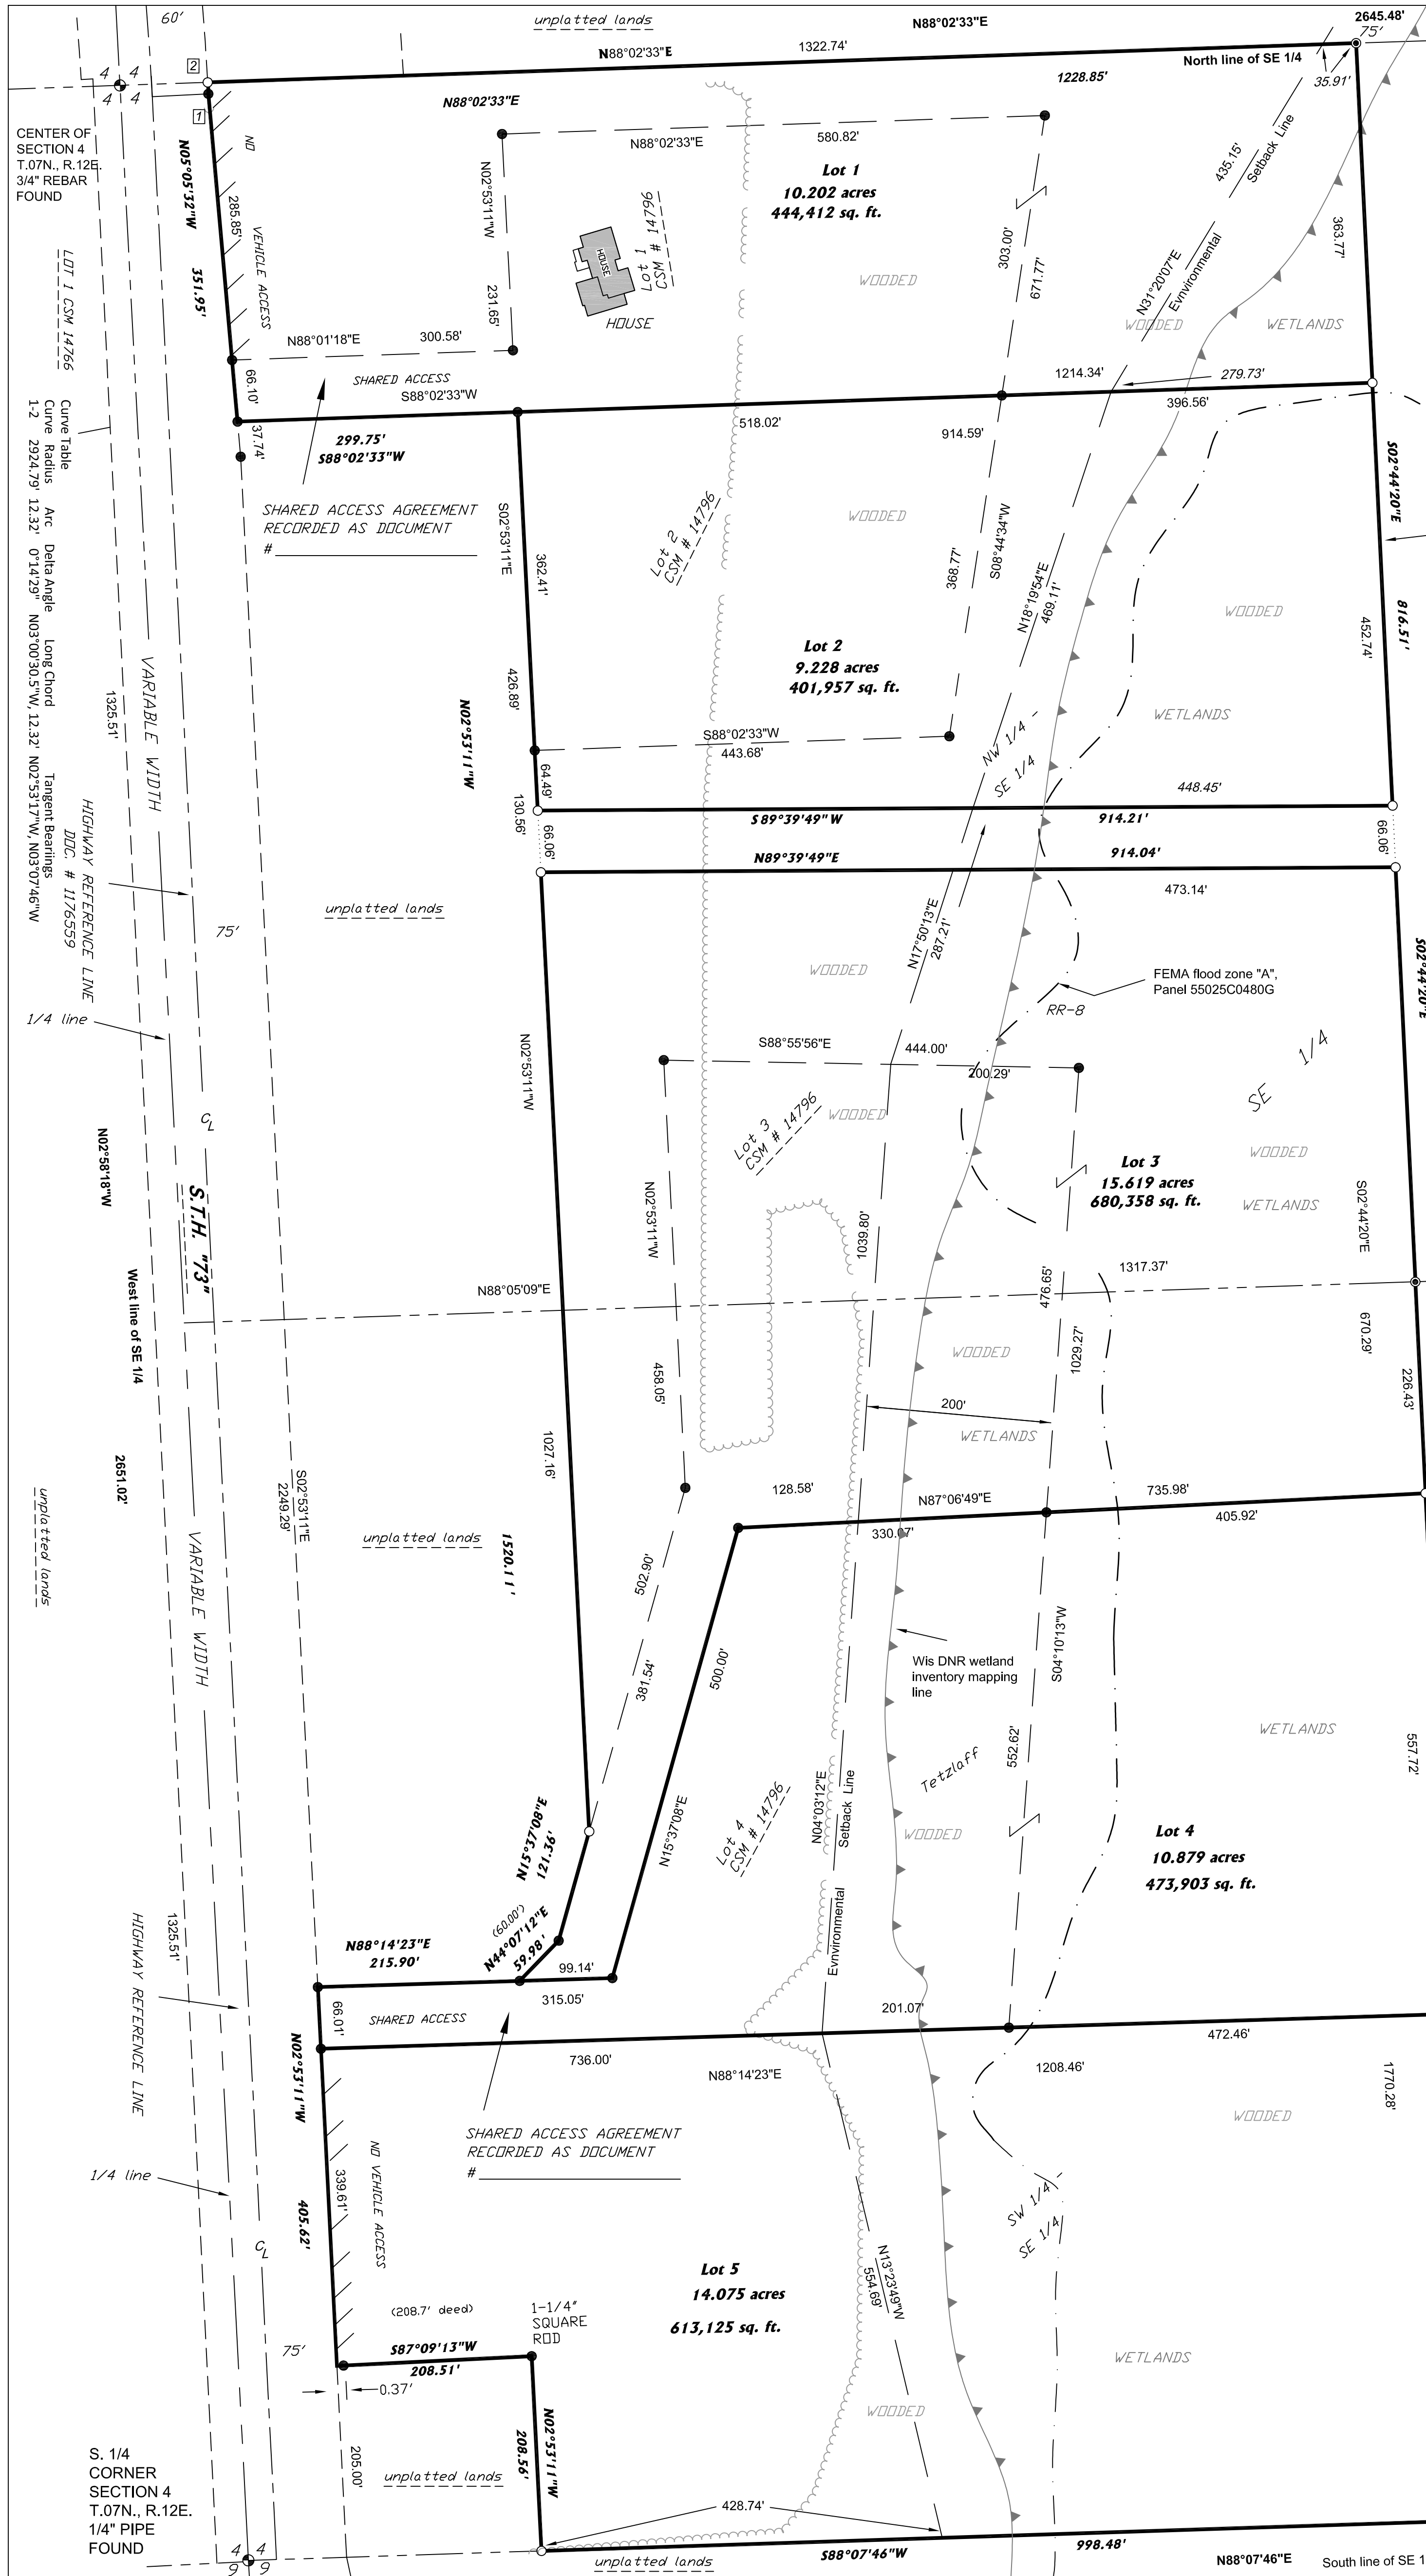 60'
unplatted lands
N88°02'33"E
2645.48'
75'
N88°02'33"E
1322.74'
North line of SE 1/4
35.91'
2
4 4
4 4
1
N88°02'33"E
1228.85'
CENTER OF
SECTION 4
T.07N., R.12E.
3/4" REBAR
FOUND
N05°05'32"W
351.95'
285.85'
NO
VEHICLE ACCESS
N88°02'33"E
580.82'
N02°53'11"W
231.65'
Lot 1
10.202 acres
444,412 sq. ft.
Lot 1
CSM # 14796
HOUSE
HOUSE
WOODED
303.00'
671.77'
435.15'
Setback Line
N31°20'07"E
Evnvironmental
363.77'
WOODED
WETLANDS
LOT 1 CSM 14766
N88°01'18"E
300.58'
SHARED ACCESS
S88°02'33"W
66.10'
37.74'
299.75'
S88°02'33"W
518.02'
914.59'
1214.34'
279.73'
396.56'
Curve Table
Curve Radius Arc Delta Angle Long Chord Tangent Bearings
1-2 2924.79' 12.32' 0°14'29" N03°00'30.5"W, 12.32' N02°53'17"W, N03°07'46"W
SHARED ACCESS AGREEMENT
RECORDED AS DOCUMENT
#
S02°53'11"E
362.41'
426.89'
Lot 2
CSM # 14796
WOODED
368.77'
S08°44'34"W
N18°19'54"E
469.11'
WOODED
S02°44'20"E
816.51'
452.74'
Lot 2
9.228 acres
401,957 sq. ft.
1325.51'
VARIABLE WIDTH
N02°53'11"W
S88°02'33"W
443.68'
WETLANDS
NW 1/4 -
SE 1/4
64.49'
130.56'
66.06'
448.45'
S89°39'49"W
914.21'
N89°39'49"E
914.04'
66.06'
473.14'
HIGHWAY REFERENCE LINE
DOC. # 1176559
unplatted lands
75'
N17°50'13"E
287.21'
WOODED
FEMA flood zone "A",
Panel 55025C0480G
RR-8
S02°44'20"E
1/4 line
S88°55'56"E
444.00'
200.29'
N02°53'11"W
SE 1/4
Lot 3
CSM # 14796
WOODED
C L
N02°58'18"W
S.T.H. "73"
N02°53'11"W
1039.80'
Lot 3
15.619 acres
680,358 sq. ft.
WOODED
WETLANDS
S02°44'20"E
West line of SE 1/4
N88°05'09"E
476.65'
1317.37'
458.05'
WOODED
1029.27'
670.29'
226.43'
200'
WETLANDS
2651.02'
1027.16'
S02°53'11"E
2249.29'
128.58'
N87°06'49"E
735.98'
405.92'
330.07'
unplatted lands
unplatted lands
1520.11'
VARIABLE WIDTH
502.90'
381.54'
500.00'
S04°10'13"W
Wis DNR wetland
inventory mapping
line
WETLANDS
557.72'
552.62'
Tetzlaff
Lot 4
CSM # 14796
N15°37'08"E
121.36'
N15°37'08"E
N04°03'12"E
Setback Line
Evnvironmental
WOODED
Lot 4
10.879 acres
473,903 sq. ft.
HIGHWAY REFERENCE LINE
1325.51'
(60.00')
N44°07'12"E
59.98'
N88°14'23"E
215.90'
99.14'
315.05'
66.01'
SHARED ACCESS
201.07'
472.46'
736.00'
N88°14'23"E
1208.46'
1770.28'
N02°53'11"W
405.62'
SHARED ACCESS AGREEMENT
RECORDED AS DOCUMENT
#
WOODED
NO VEHICLE ACCESS
339.61'
1/4 line
SW 1/4
SE 1/4
C L
N13°23'49"W
554.69'
Lot 5
14.075 acres
613,125 sq. ft.
(208.7' deed)
1-1/4"
SQUARE
ROD
75'
S87°09'13"W
208.51'
0.37'
WETLANDS
WOODED
N02°53'11"W
208.56'
205.00'
unplatted lands
S. 1/4
CORNER
SECTION 4
T.07N., R.12E.
1/4" PIPE
FOUND
428.74'
4 4
9 9
unplatted lands
S88°07'46"W
998.48'
N88°07'46"E
South line of SE 1